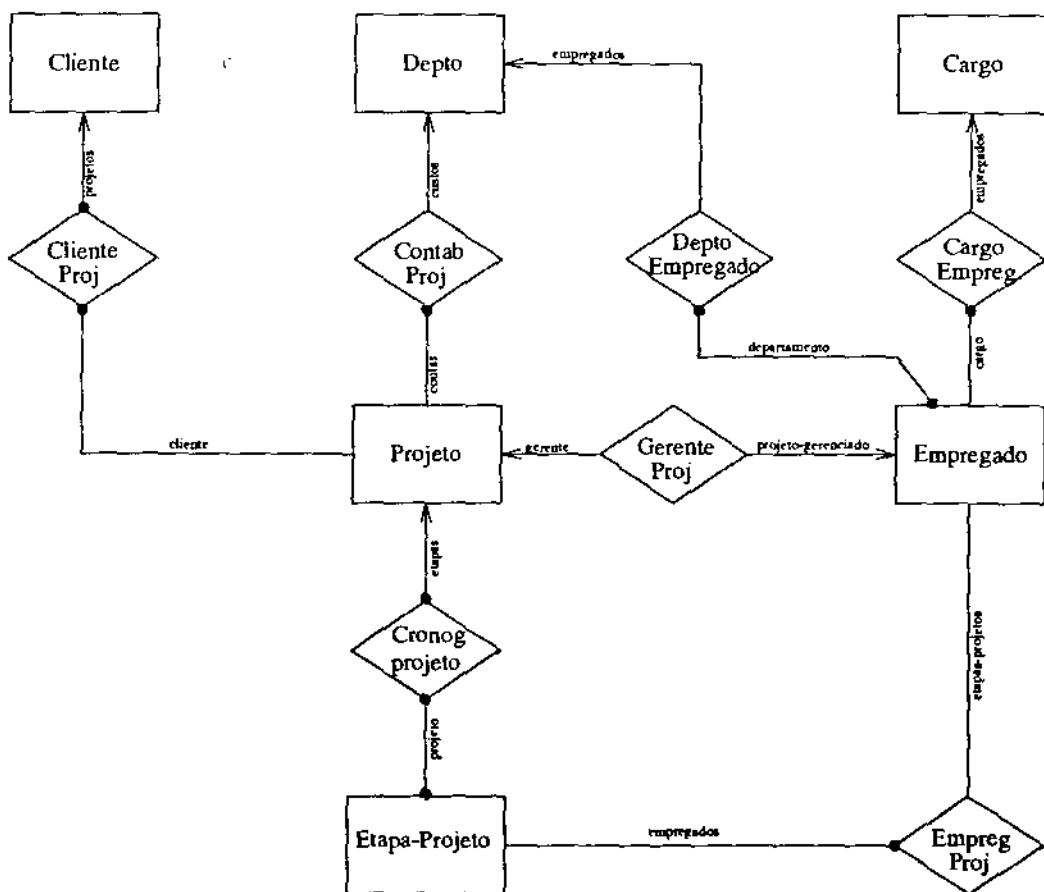 Cliente
Depto
Cargo
empregados
projetos
custos
empregados
Cliente
Proj
Contab
Proj
Depto
Empregado
Cargo
Empreg
departamento
contas
cargo
cliente
Projeto
gerente
Gerente
Proj
projeto-gerenciado
Empregado
etapas
Cronog
projeto
etapas-projetos
projeto
Etapa-Projeto
empregados
Empreg
Proj